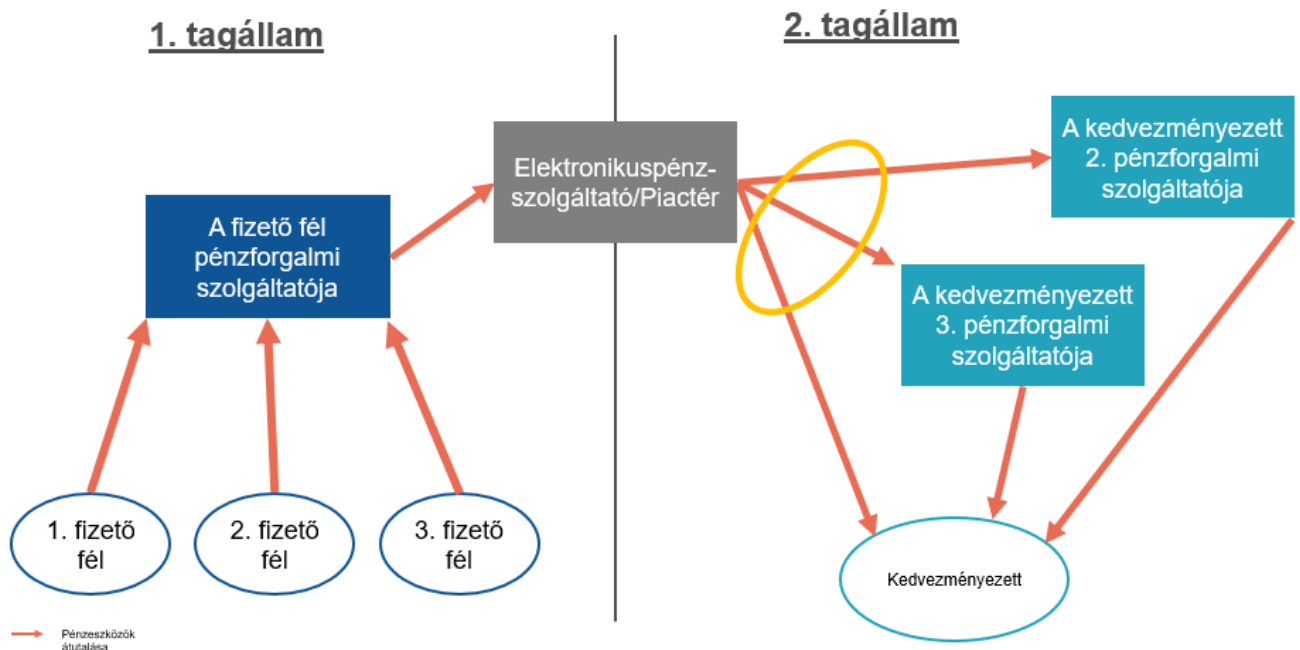 1. tagállam
2. tagállam
Elektronikuspénz-
szolgáltató/Piactér
A kedvezményezett
2. pénzforgalmi
szolgáltatója
A fizető fél
pénzforgalmi
szolgáltatója
A kedvezményezett
3. pénzforgalmi
szolgáltatója
1. fizető
fél
2. fizető
fél
3. fizető
fél
Kedvezményezett
Pénzeszközök
átutalása